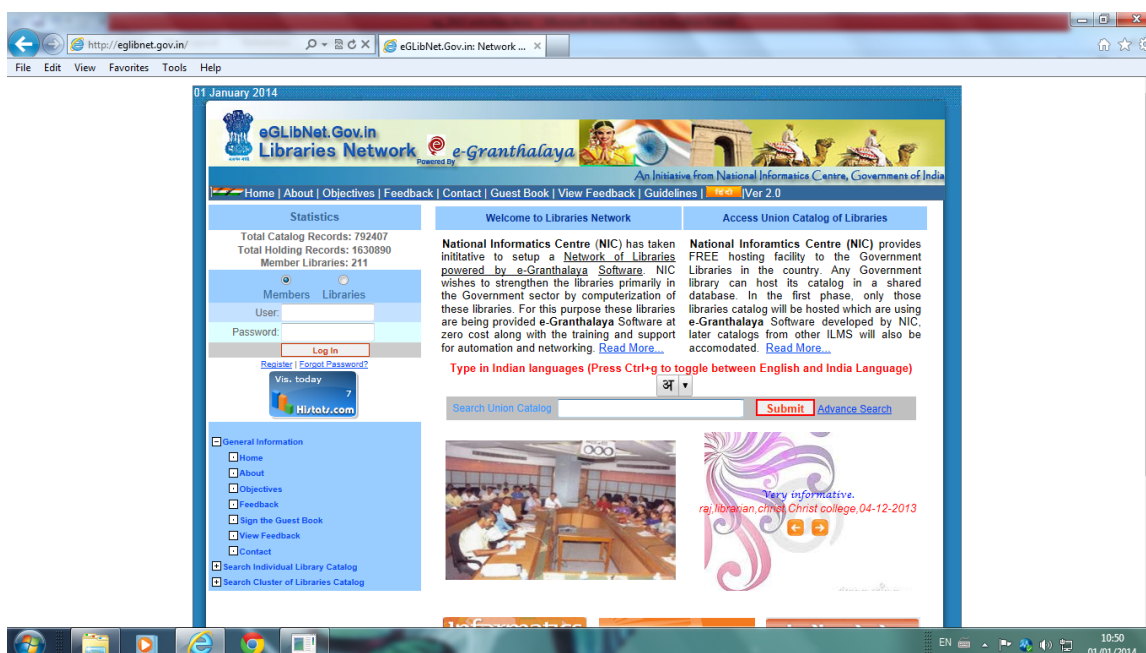 http://eglibnet.gov.in/
eGLibNet.Gov.in: Network ...
File Edit View Favorites Tools Help
01 January 2014
eGLibNet.Gov.in
Libraries Network
Powered By
e-Granthalaya
An Initiative from National Informatics Centre, Government of India
Home | About | Objectives | Feedback | Contact | Guest Book | View Feedback | Guidelines | हिन्दी |Ver 2.0
Statistics
Total Catalog Records: 792407
Total Holding Records: 1630890
Member Libraries: 211
Members Libraries
User:
Password:
Log In
Register | Forgot Password?
Vis. today
7
Histats.com
General Information
Home
About
Objectives
Feedback
Sign the Guest Book
View Feedback
Contact
Search Individual Library Catalog
Search Cluster of Libraries Catalog
Welcome to Libraries Network
National Informatics Centre (NIC) has taken
inititative to setup a Network of Libraries
powered by e-Granthalaya Software. NIC
wishes to strengthen the libraries primarily in
the Government sector by computerization of
these libraries. For this purpose these libraries
are being provided e-Granthalaya Software at
zero cost along with the training and support
for automation and networking. Read More...
Access Union Catalog of Libraries
National Inforamtics Centre (NIC) provides
FREE hosting facility to the Government
Libraries in the country. Any Government
library can host its catalog in a shared
database. In the first phase, only those
libraries catalog will be hosted which are using
e-Granthalaya Software developed by NIC,
later catalogs from other ILMS will also be
accomodated. Read More...
Type in Indian languages (Press Ctrl+g to toggle between English and India Language)
अ
Search Union Catalog Submit Advance Search
Very informative.
raj,librarian,christ Christ college,04-12-2013
Informatics
EN
10:50
01/01/2014